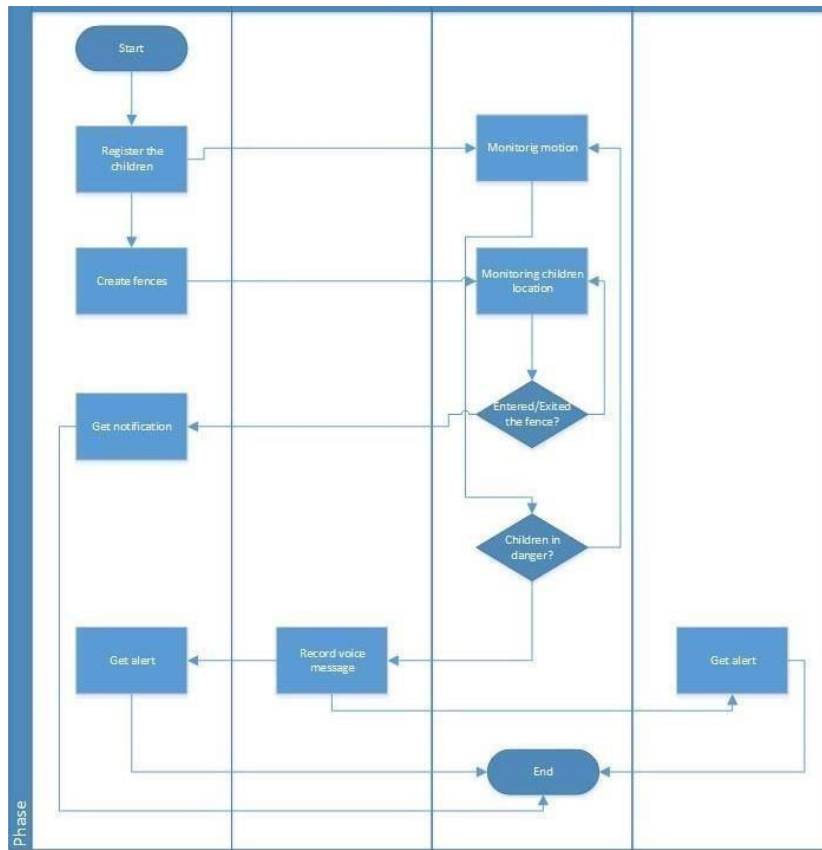 Start
Register the
children
Monitorig motion
Create fences
Monitoring children
location
Get notification
Entered/Exited
the fence?
Children in
danger?
Get alert
Record voice
message
Get alert
End
Phase